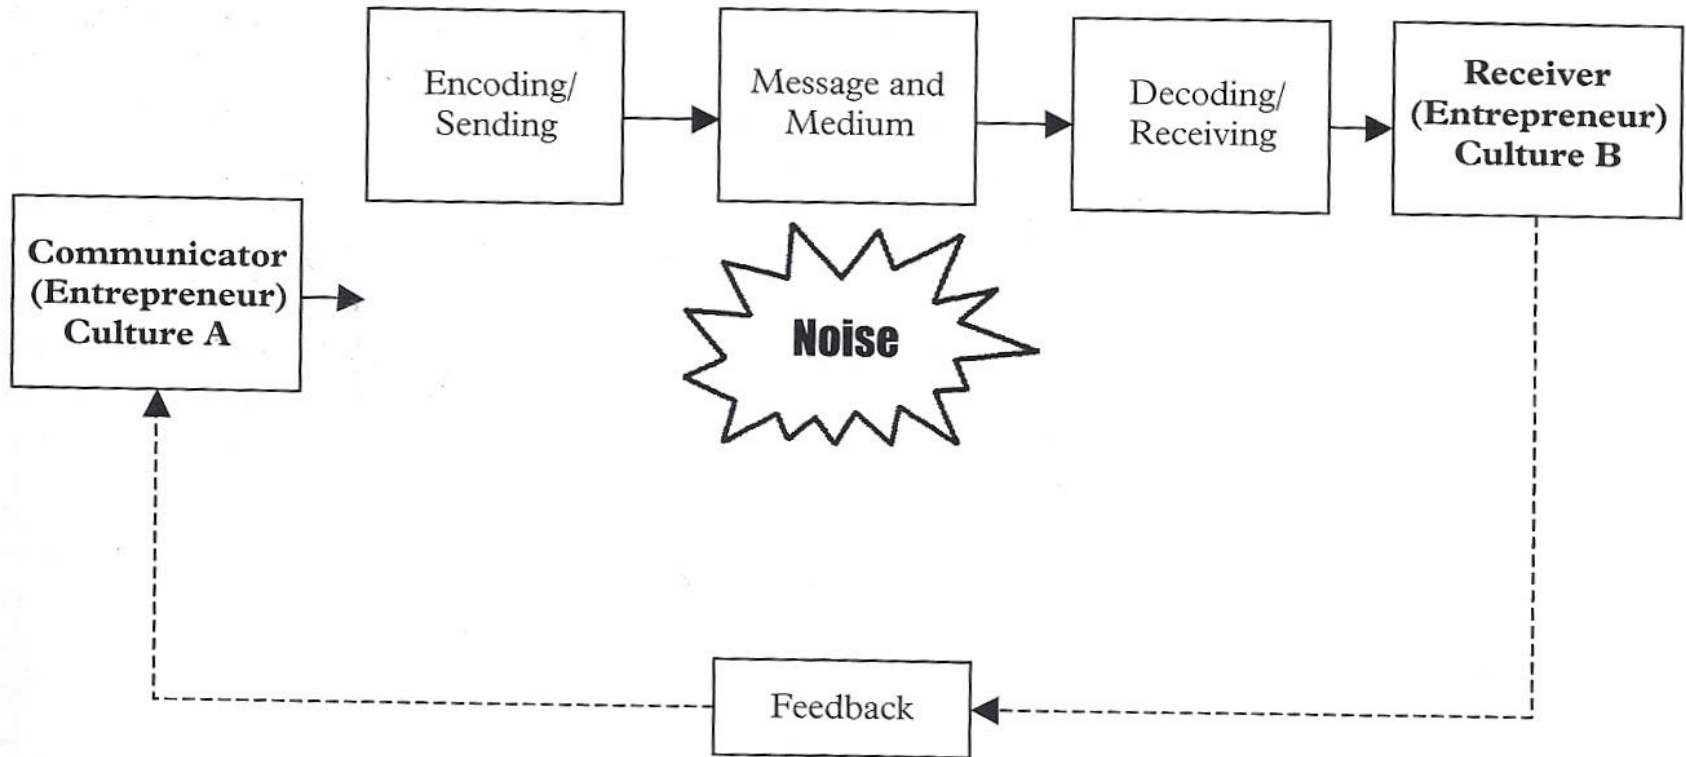 Encoding/
Sending
Message and
Medium
Decoding/
Receiving
Receiver
(Entrepreneur)
Culture B
Communicator
(Entrepreneur)
Culture A
Noise
Feedback